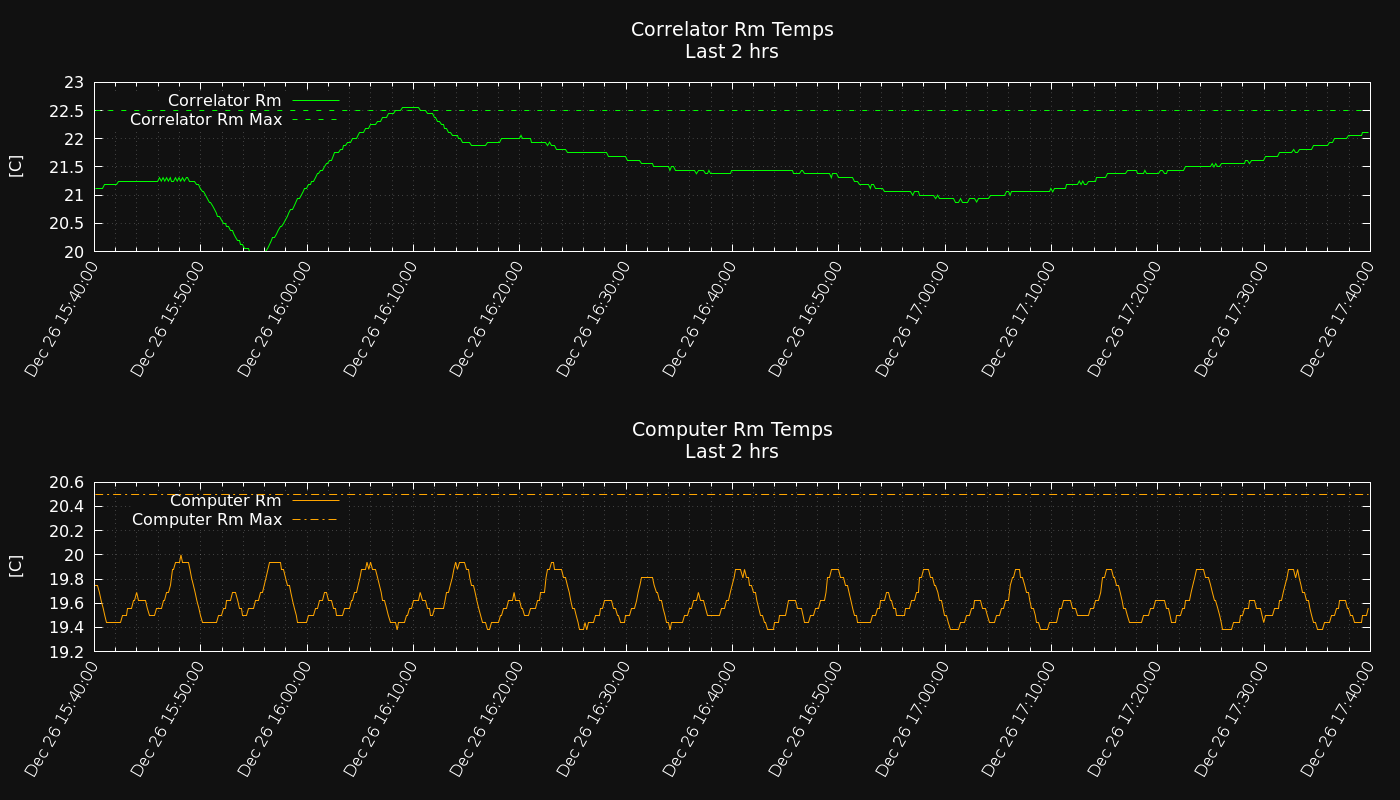 Correlator Rm Temps
Last 2 hrs
23
22.5
22
21.5
21
20.5
20
[C]
Correlator Rm
Correlator Rm Max
Dec 26 15:40:00
Dec 26 15:50:00
Dec 26 16:00:00
Dec 26 16:10:00
Dec 26 16:20:00
Dec 26 16:30:00
Dec 26 16:40:00
Dec 26 16:50:00
Dec 26 17:00:00
Dec 26 17:10:00
Dec 26 17:20:00
Dec 26 17:30:00
Dec 26 17:40:00
Computer Rm Temps
Last 2 hrs
20.6
20.4
20.2
20
19.8
19.6
19.4
19.2
[C]
Computer Rm
Computer Rm Max
Dec 26 15:40:00
Dec 26 15:50:00
Dec 26 16:00:00
Dec 26 16:10:00
Dec 26 16:20:00
Dec 26 16:30:00
Dec 26 16:40:00
Dec 26 16:50:00
Dec 26 17:00:00
Dec 26 17:10:00
Dec 26 17:20:00
Dec 26 17:30:00
Dec 26 17:40:00